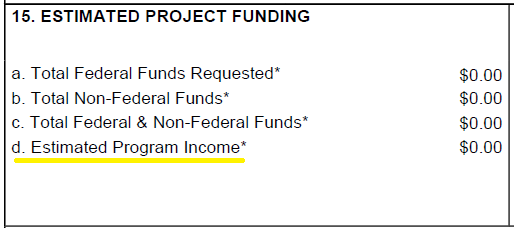 15. ESTIMATED PROJECT FUNDING
a. Total Federal Funds Requested* $0.00
b. Total Non-Federal Funds* $0.00
c. Total Federal & Non-Federal Funds* $0.00
d. Estimated Program Income* $0.00